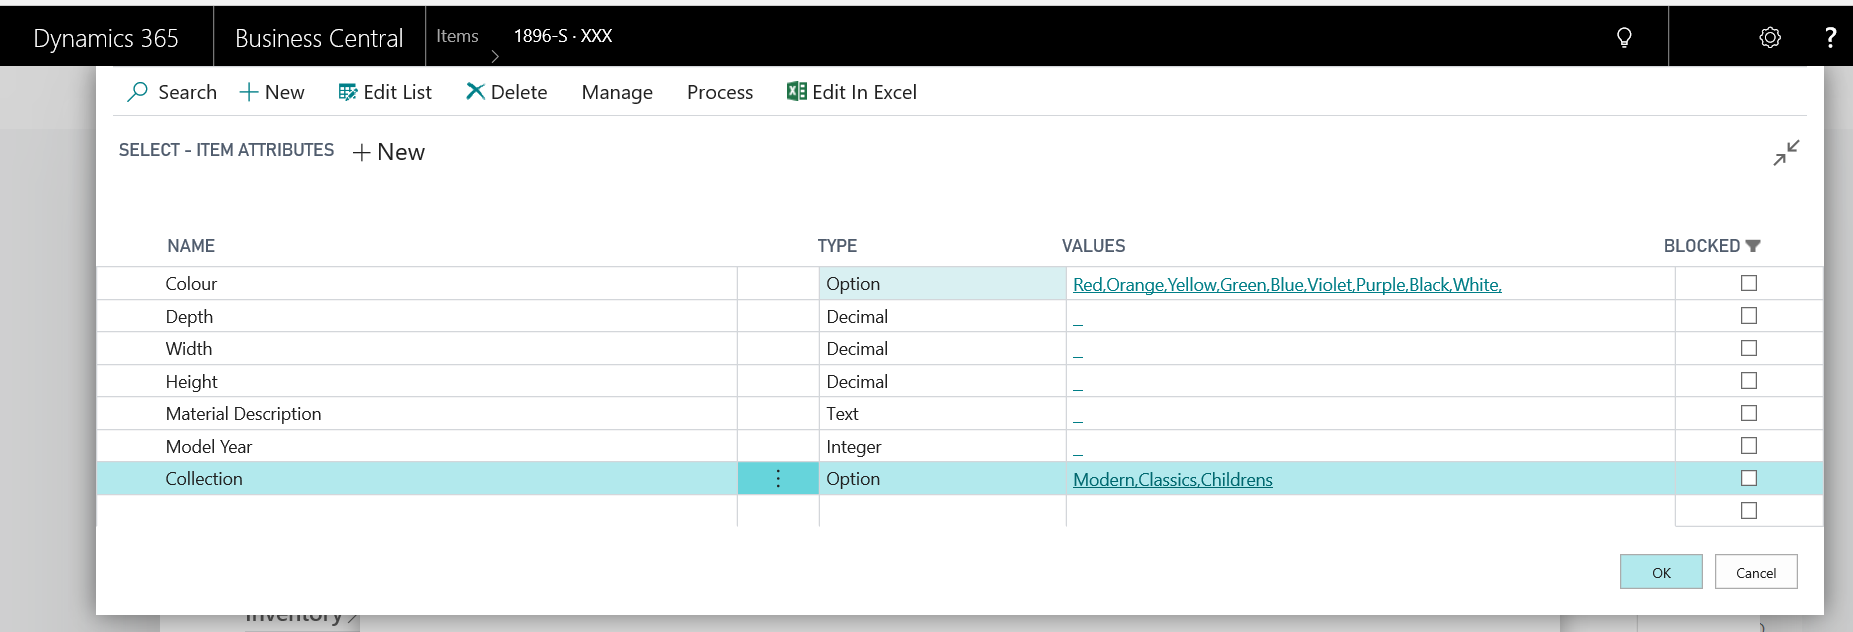 Dynamics 365 Business Central Items 1896-S · XXX ?
Search New Edit List Delete Manage Process Edit In Excel
SELECT - ITEM ATTRIBUTES + New
NAME TYPE VALUES BLOCKED
Colour Option Red,Orange,Yellow,Green,Blue,Violet,Purple,Black,White,
Depth Decimal _
Width Decimal _
Height Decimal _
Material Description Text _
Model Year Integer _
Collection Option Modern,Classics,Childrens
OK Cancel
Inventory